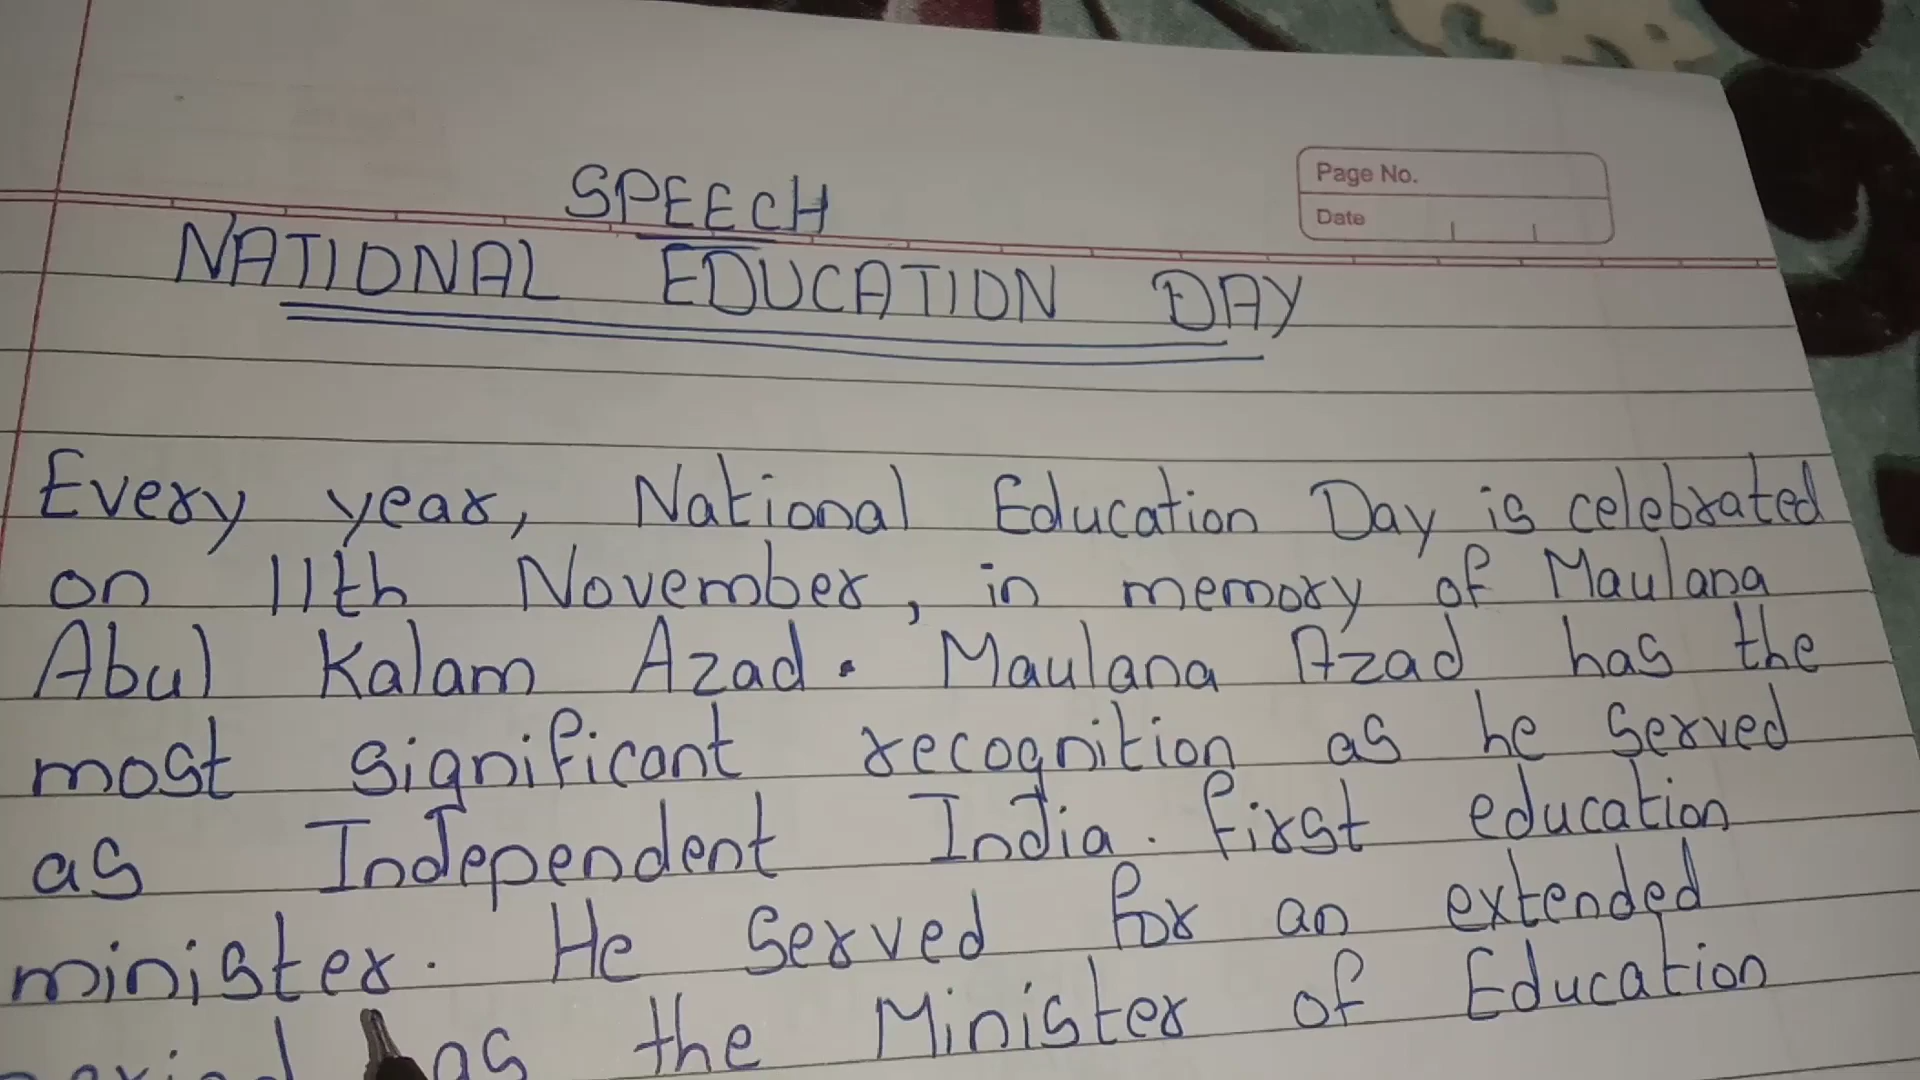 SPEECH
Page No.
Date
NATIONAL EDUCATION DAY
Every year, National Education Day is celebrated
on 11th November, in memory of Maulana
Abul Kalam Azad. Maulana Azad has the
most significant recognition as he served
as Independent India. first education
minister. He served for an extended
period as the Minister of Education